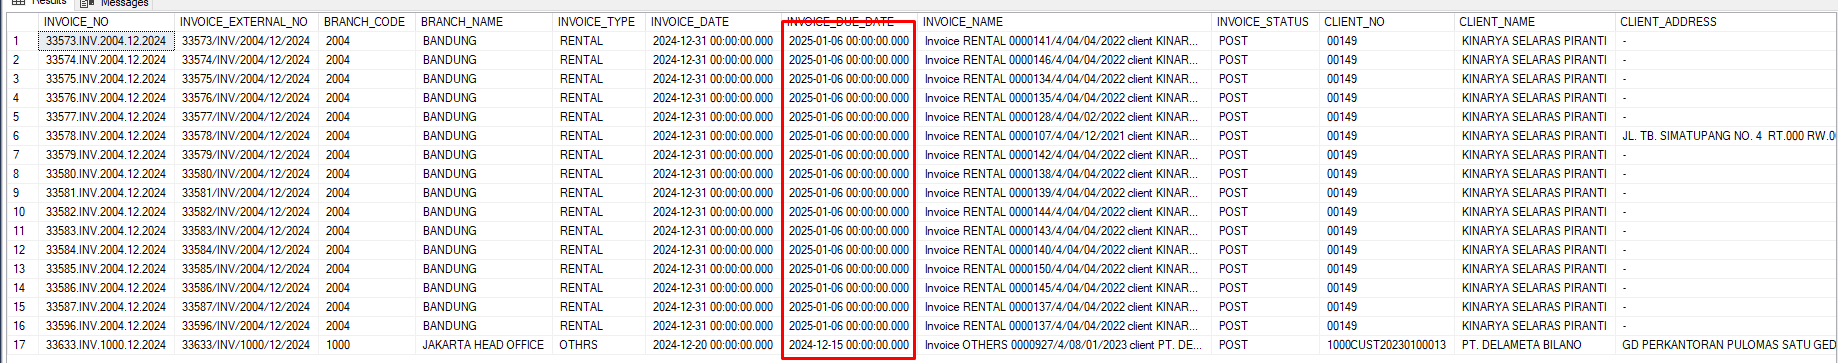 Results Messages
INVOICE_NO INVOICE_EXTERNAL_NO BRANCH_CODE BRANCH_NAME INVOICE_TYPE INVOICE_DATE INVOICE_DUE_DATE INVOICE_NAME INVOICE_STATUS CLIENT_NO CLIENT_NAME CLIENT_ADDRESS
1 33573.INV.2004.12.2024 33573/INV/2004/12/2024 2004 BANDUNG RENTAL 2024-12-31 00:00:00.000 2025-01-06 00:00:00.000 Invoice RENTAL 0000141/4/04/04/2022 client KINAR... POST 00149 KINARYA SELARAS PIRANTI -
2 33574.INV.2004.12.2024 33574/INV/2004/12/2024 2004 BANDUNG RENTAL 2024-12-31 00:00:00.000 2025-01-06 00:00:00.000 Invoice RENTAL 0000146/4/04/04/2022 client KINAR... POST 00149 KINARYA SELARAS PIRANTI -
3 33575.INV.2004.12.2024 33575/INV/2004/12/2024 2004 BANDUNG RENTAL 2024-12-31 00:00:00.000 2025-01-06 00:00:00.000 Invoice RENTAL 0000134/4/04/04/2022 client KINAR... POST 00149 KINARYA SELARAS PIRANTI -
4 33576.INV.2004.12.2024 33576/INV/2004/12/2024 2004 BANDUNG RENTAL 2024-12-31 00:00:00.000 2025-01-06 00:00:00.000 Invoice RENTAL 0000135/4/04/04/2022 client KINAR... POST 00149 KINARYA SELARAS PIRANTI -
5 33577.INV.2004.12.2024 33577/INV/2004/12/2024 2004 BANDUNG RENTAL 2024-12-31 00:00:00.000 2025-01-06 00:00:00.000 Invoice RENTAL 0000128/4/04/02/2022 client KINAR... POST 00149 KINARYA SELARAS PIRANTI -
6 33578.INV.2004.12.2024 33578/INV/2004/12/2024 2004 BANDUNG RENTAL 2024-12-31 00:00:00.000 2025-01-06 00:00:00.000 Invoice RENTAL 0000107/4/04/12/2021 client KINAR... POST 00149 KINARYA SELARAS PIRANTI JL. TB. SIMATUPANG NO. 4 RT.000 RW.0
7 33579.INV.2004.12.2024 33579/INV/2004/12/2024 2004 BANDUNG RENTAL 2024-12-31 00:00:00.000 2025-01-06 00:00:00.000 Invoice RENTAL 0000142/4/04/04/2022 client KINAR... POST 00149 KINARYA SELARAS PIRANTI -
8 33580.INV.2004.12.2024 33580/INV/2004/12/2024 2004 BANDUNG RENTAL 2024-12-31 00:00:00.000 2025-01-06 00:00:00.000 Invoice RENTAL 0000138/4/04/04/2022 client KINAR... POST 00149 KINARYA SELARAS PIRANTI -
9 33581.INV.2004.12.2024 33581/INV/2004/12/2024 2004 BANDUNG RENTAL 2024-12-31 00:00:00.000 2025-01-06 00:00:00.000 Invoice RENTAL 0000139/4/04/04/2022 client KINAR... POST 00149 KINARYA SELARAS PIRANTI -
10 33582.INV.2004.12.2024 33582/INV/2004/12/2024 2004 BANDUNG RENTAL 2024-12-31 00:00:00.000 2025-01-06 00:00:00.000 Invoice RENTAL 0000144/4/04/04/2022 client KINAR... POST 00149 KINARYA SELARAS PIRANTI -
11 33583.INV.2004.12.2024 33583/INV/2004/12/2024 2004 BANDUNG RENTAL 2024-12-31 00:00:00.000 2025-01-06 00:00:00.000 Invoice RENTAL 0000143/4/04/04/2022 client KINAR... POST 00149 KINARYA SELARAS PIRANTI -
12 33584.INV.2004.12.2024 33584/INV/2004/12/2024 2004 BANDUNG RENTAL 2024-12-31 00:00:00.000 2025-01-06 00:00:00.000 Invoice RENTAL 0000140/4/04/04/2022 client KINAR... POST 00149 KINARYA SELARAS PIRANTI -
13 33585.INV.2004.12.2024 33585/INV/2004/12/2024 2004 BANDUNG RENTAL 2024-12-31 00:00:00.000 2025-01-06 00:00:00.000 Invoice RENTAL 0000150/4/04/04/2022 client KINAR... POST 00149 KINARYA SELARAS PIRANTI -
14 33586.INV.2004.12.2024 33586/INV/2004/12/2024 2004 BANDUNG RENTAL 2024-12-31 00:00:00.000 2025-01-06 00:00:00.000 Invoice RENTAL 0000145/4/04/04/2022 client KINAR... POST 00149 KINARYA SELARAS PIRANTI -
15 33587.INV.2004.12.2024 33587/INV/2004/12/2024 2004 BANDUNG RENTAL 2024-12-31 00:00:00.000 2025-01-06 00:00:00.000 Invoice RENTAL 0000137/4/04/04/2022 client KINAR... POST 00149 KINARYA SELARAS PIRANTI -
16 33596.INV.2004.12.2024 33596/INV/2004/12/2024 2004 BANDUNG RENTAL 2024-12-31 00:00:00.000 2025-01-06 00:00:00.000 Invoice RENTAL 0000137/4/04/04/2022 client KINAR... POST 00149 KINARYA SELARAS PIRANTI -
17 33633.INV.1000.12.2024 33633/INV/1000/12/2024 1000 JAKARTA HEAD OFFICE OTHRS 2024-12-20 00:00:00.000 2024-12-15 00:00:00.000 Invoice OTHERS 0000927/4/08/01/2023 client PT. DE... POST 1000CUST20230100013 PT. DELAMETA BILANO GD PERKANTORAN PULOMAS SATU GED